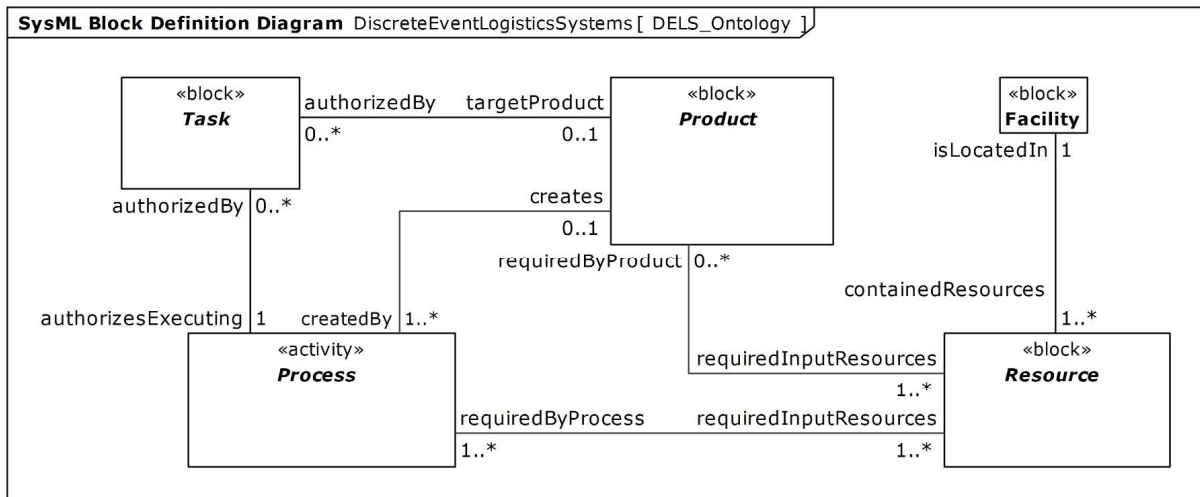 SysML Block Definition Diagram DiscreteEventLogisticsSystems [ DELS_Ontology ]
«block»
Task
authorizedBy
0..*
targetProduct
0..1
«block»
Product
«block»
Facility
isLocatedIn 1
creates
0..1
authorizedBy 0..*
requiredByProduct 0..*
containedResources
1..*
authorizesExecuting 1
createdBy 1..*
«activity»
Process
requiredInputResources
1..*
«block»
Resource
requiredByProcess
1..*
requiredInputResources
1..*